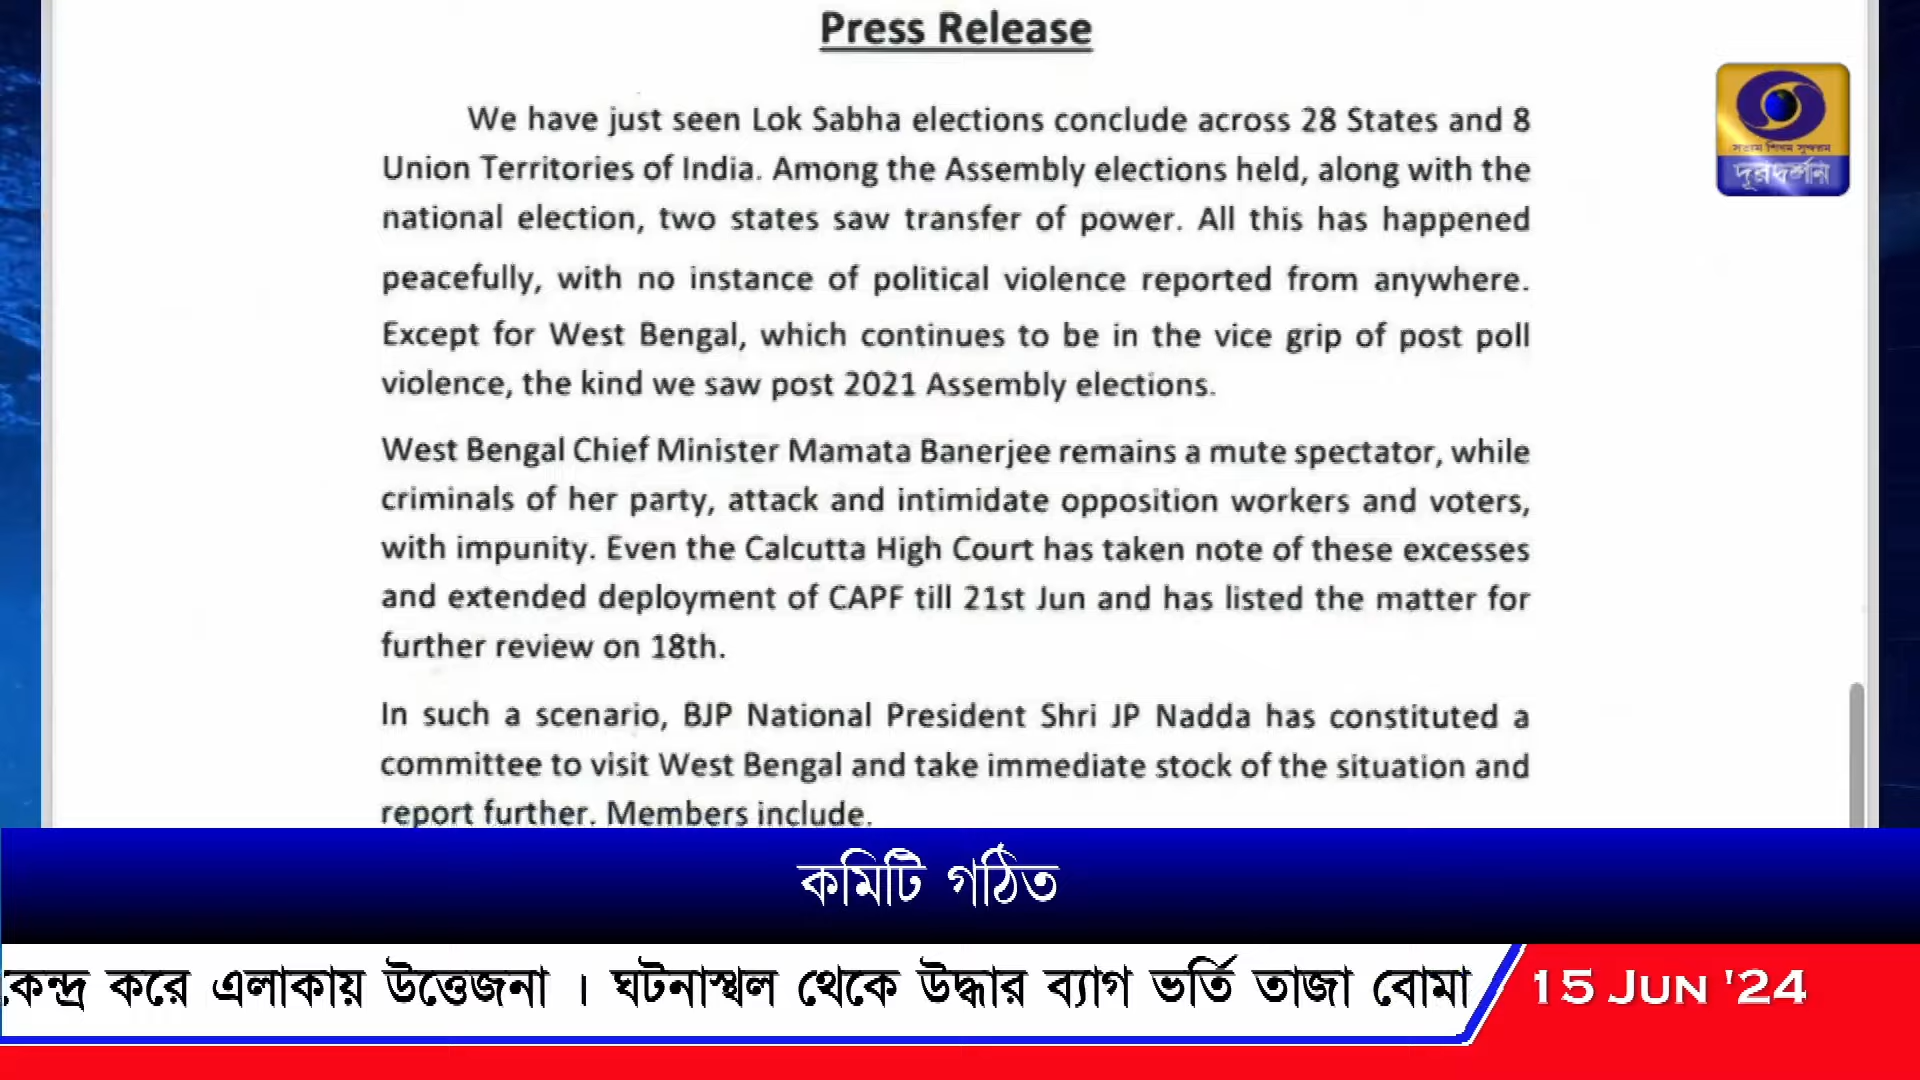 Press Release
We have just seen Lok Sabha elections conclude across 28 States and 8
Union Territories of India. Among the Assembly elections held, along with the
national election, two states saw transfer of power. All this has happened
peacefully, with no instance of political violence reported from anywhere.
Except for West Bengal, which continues to be in the vice grip of post poll
violence, the kind we saw post 2021 Assembly elections.
West Bengal Chief Minister Mamata Banerjee remains a mute spectator, while
criminals of her party, attack and intimidate opposition workers and voters,
with impunity. Even the Calcutta High Court has taken note of these excesses
and extended deployment of CAPF till 21st Jun and has listed the matter for
further review on 18th.
In such a scenario, BJP National President Shri JP Nadda has constituted a
committee to visit West Bengal and take immediate stock of the situation and
report further. Members include.
সত্যম শিবম সুন্দরম
দূরদর্শন
কমিটি গঠিত
কেন্দ্র করে এলাকায় উত্তেজনা । ঘটনাস্থল থেকে উদ্ধার ব্যাগ ভর্তি তাজা বোমা
15 Jun '24